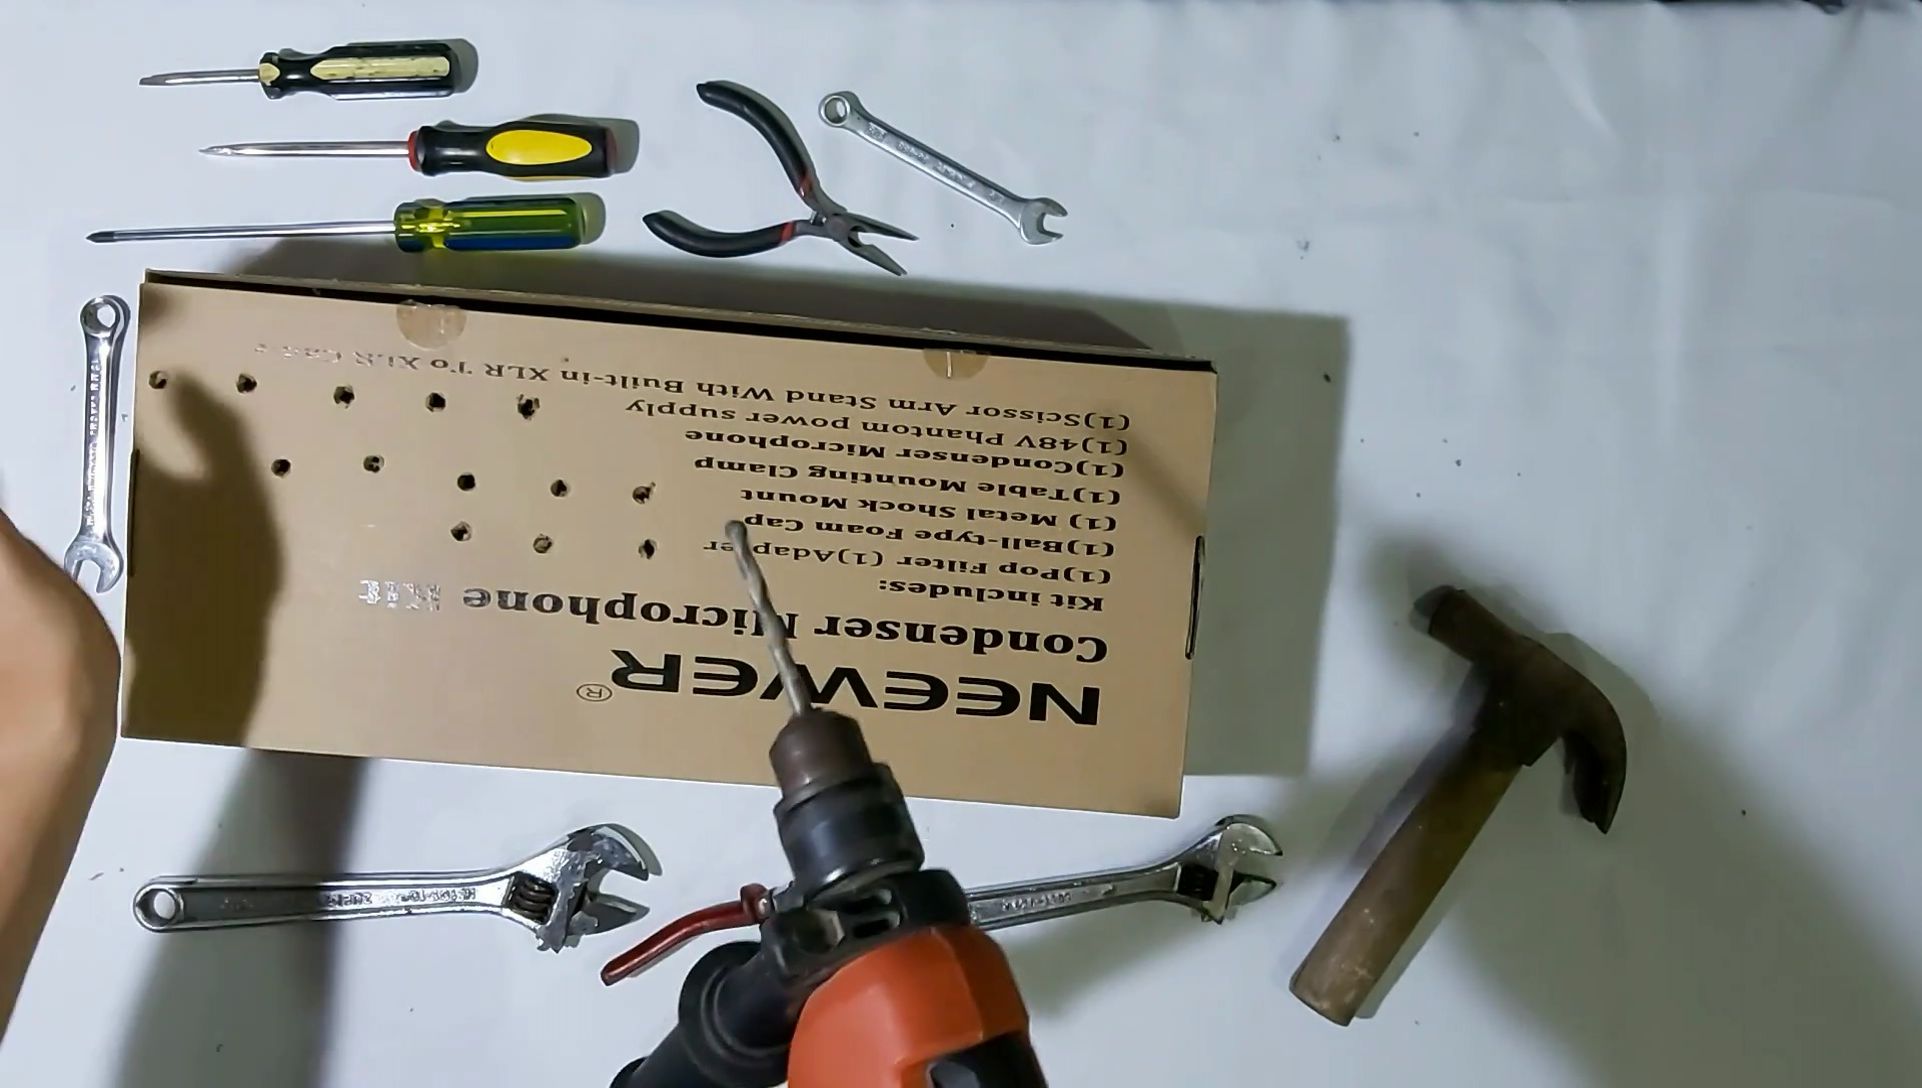 NEEWER®
Condenser Microphone Kit
Kit includes:
(1)Pop Filter (1)Adapter
(1)Ball-type Foam Cap
(1) Metal Shock Mount
(1)Table Mounting Clamp
(1)Condenser Microphone
(1)48V Phantom power supply
(1)Scissor Arm Stand With Built-in XLR To XLR Cable